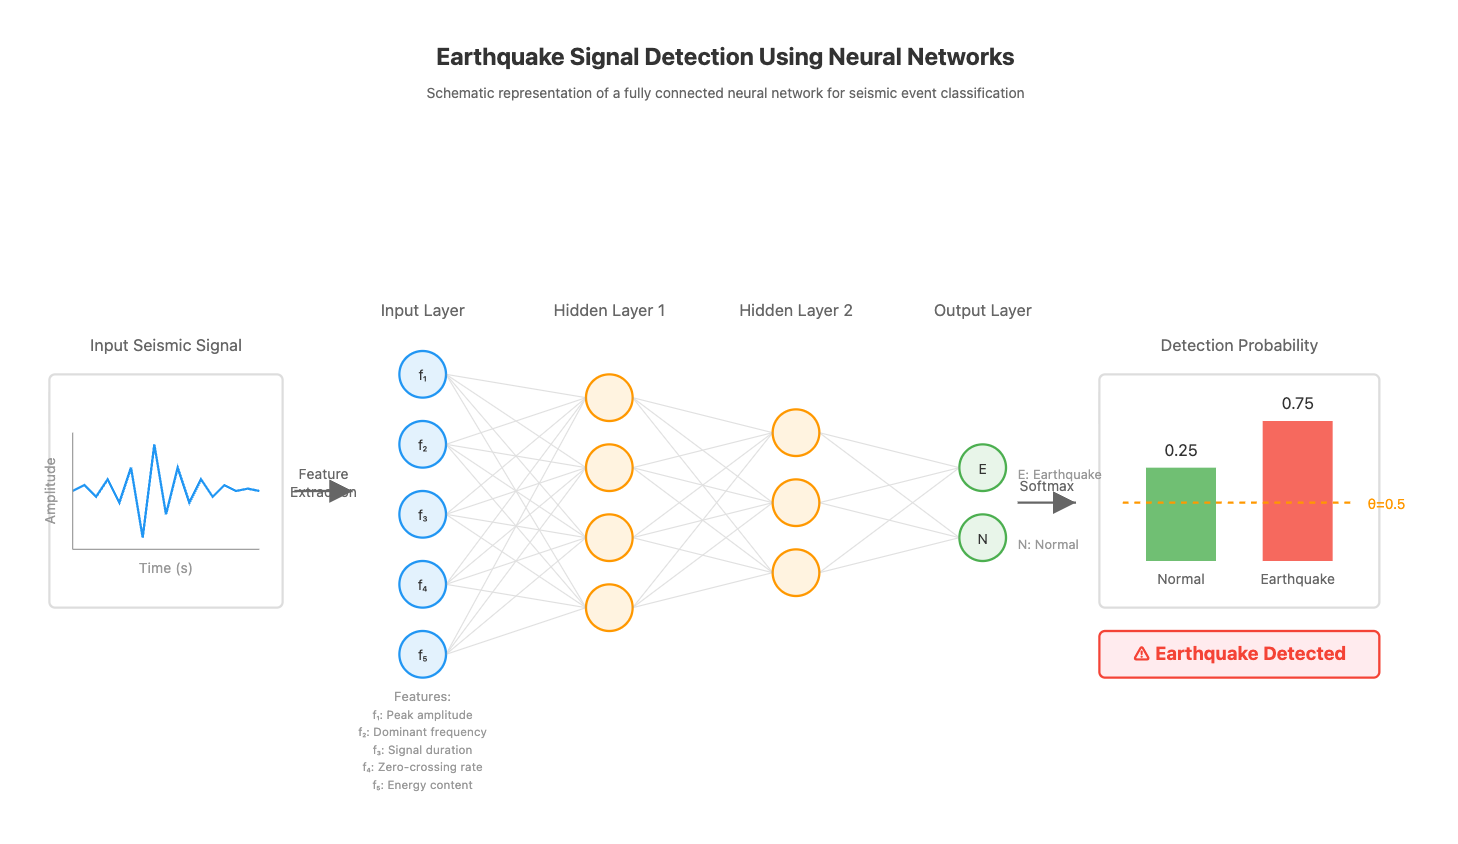 Earthquake Signal Detection Using Neural Networks
Schematic representation of a fully connected neural network for seismic event classification
Input Seismic Signal
Amplitude
Time (s)
Feature
Extraction
Input Layer
f₁
f₂
f₃
f₄
f₅
Features:
f₁: Peak amplitude
f₂: Dominant frequency
f₃: Signal duration
f₄: Zero-crossing rate
f₅: Energy content
Hidden Layer 1
Hidden Layer 2
Output Layer
E
N
E: Earthquake
N: Normal
Softmax
Detection Probability
0.25
0.75
θ=0.5
Normal
Earthquake
⚠ Earthquake Detected